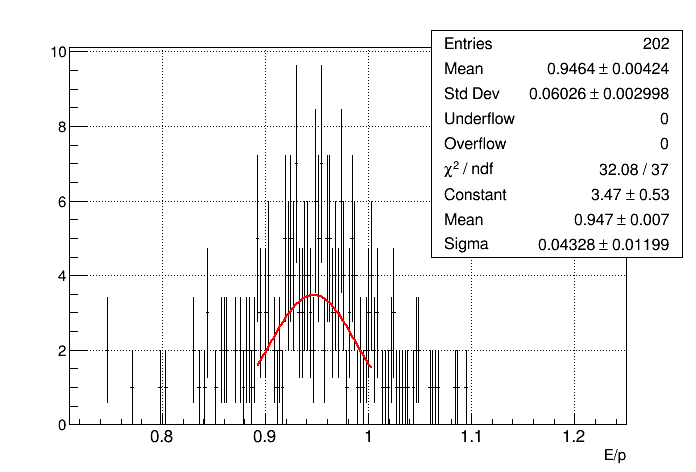 Entries 202
Mean 0.9464 ± 0.00424
Std Dev 0.06026 ± 0.002998
Underflow 0
Overflow 0
χ² / ndf 32.08 / 37
Constant 3.47 ± 0.53
Mean 0.947 ± 0.007
Sigma 0.04328 ± 0.01199
10
8
6
4
2
0
0.8 0.9 1 1.1 1.2
E/p